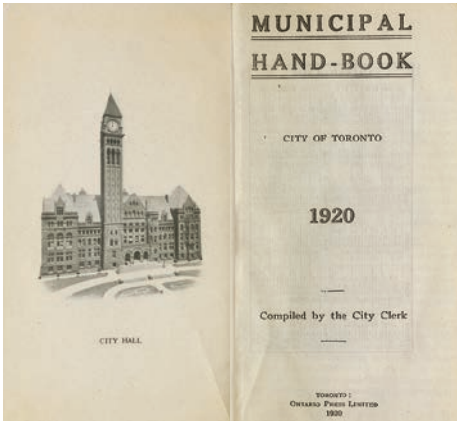 CITY HALL
MUNICIPAL
HAND-BOOK
CITY OF TORONTO
1920
Compiled by the City Clerk
TORONTO:
ONTARIO PRESS LIMITED
1920